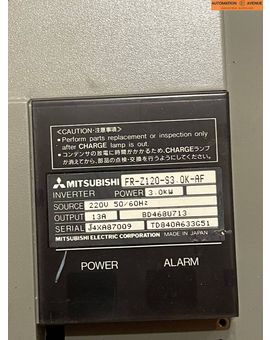 AUTOMATION
AVENUE
<CAUTION・注意事項>
• Perform parts replacement or inspection only
after CHARGE lamp is out.
• コンデンサの放電に時間がかかるため、CHARGEランプ
が消えてから、部品の点検・交換を行うようにしてください。
MITSUBISHI FR-Z120-S3.0K-AF
INVERTER POWER 3.0kW
SOURCE 220V 50/60Hz
OUTPUT 13A BD468U713
SERIAL J4XA87009 TD840A633G51
MITSUBISHI ELECTRIC CORPORATION MADE IN JAPAN
POWER ALARM